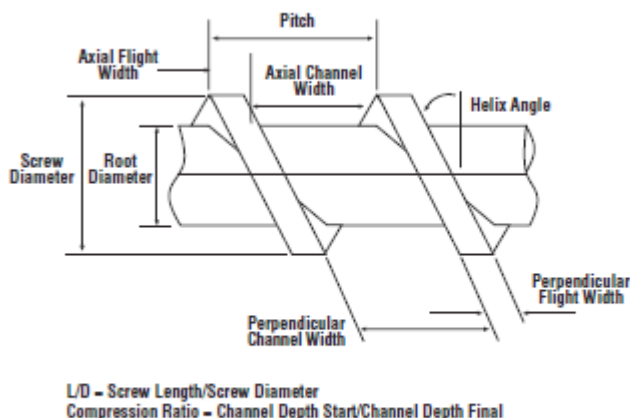 Pitch
Axial Flight
Width
Axial Channel
Width
Helix Angle
Screw
Diameter
Root
Diameter
Perpendicular
Flight Width
Perpendicular
Channel Width
L/D = Screw Length/Screw Diameter
Compression Ratio = Channel Depth Start/Channel Depth Final